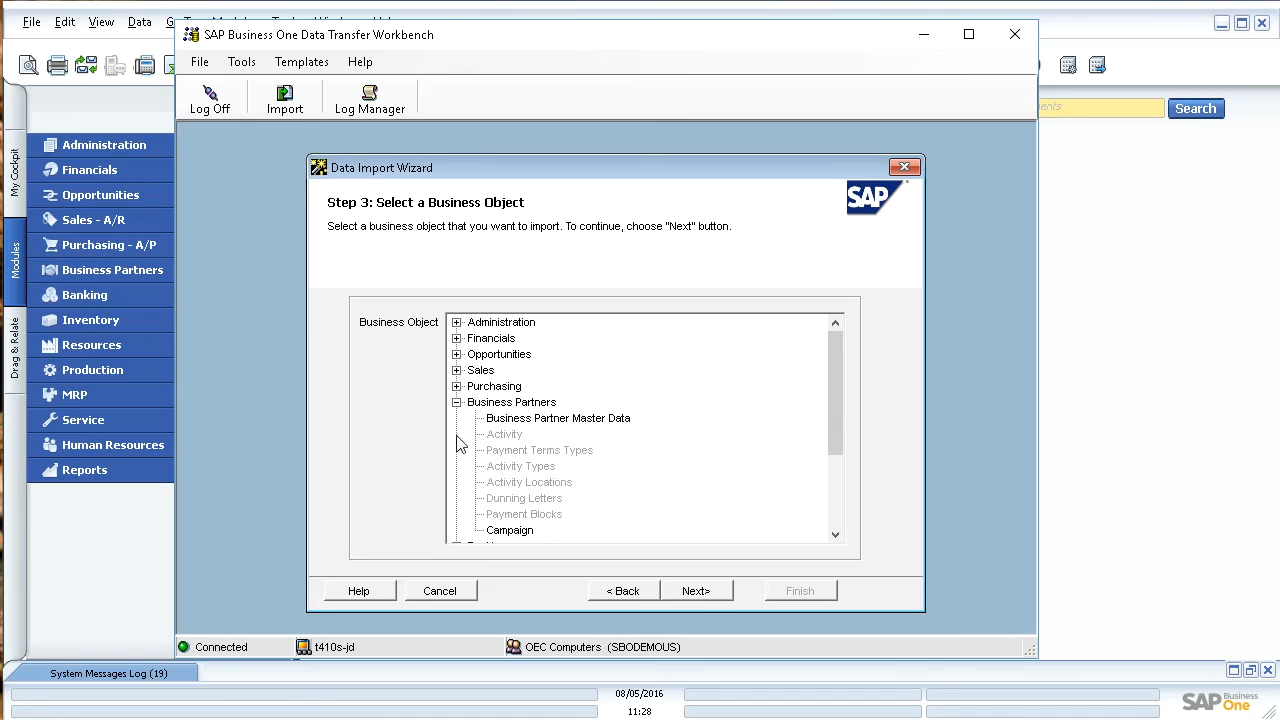 File Edit View Data
SAP Business One Data Transfer Workbench
File Tools Templates Help
Log Off Import Log Manager
Search
My Cockpit
Modules
Drag & Relate
Administration
Financials
Opportunities
Sales - A/R
Purchasing - A/P
Business Partners
Banking
Inventory
Resources
Production
MRP
Service
Human Resources
Reports
Data Import Wizard
SAP
Step 3: Select a Business Object
Select a business object that you want to import. To continue, choose "Next" button.
Business Object
Administration
Financials
Opportunities
Sales
Purchasing
Business Partners
Business Partner Master Data
Activity
Payment Terms Types
Activity Types
Activity Locations
Dunning Letters
Payment Blocks
Campaign
Help Cancel < Back Next> Finish
Connected t410s-jd OEC Computers (SBODEMOUS)
System Messages Log (19)
08/05/2016
11:28
SAP Business One